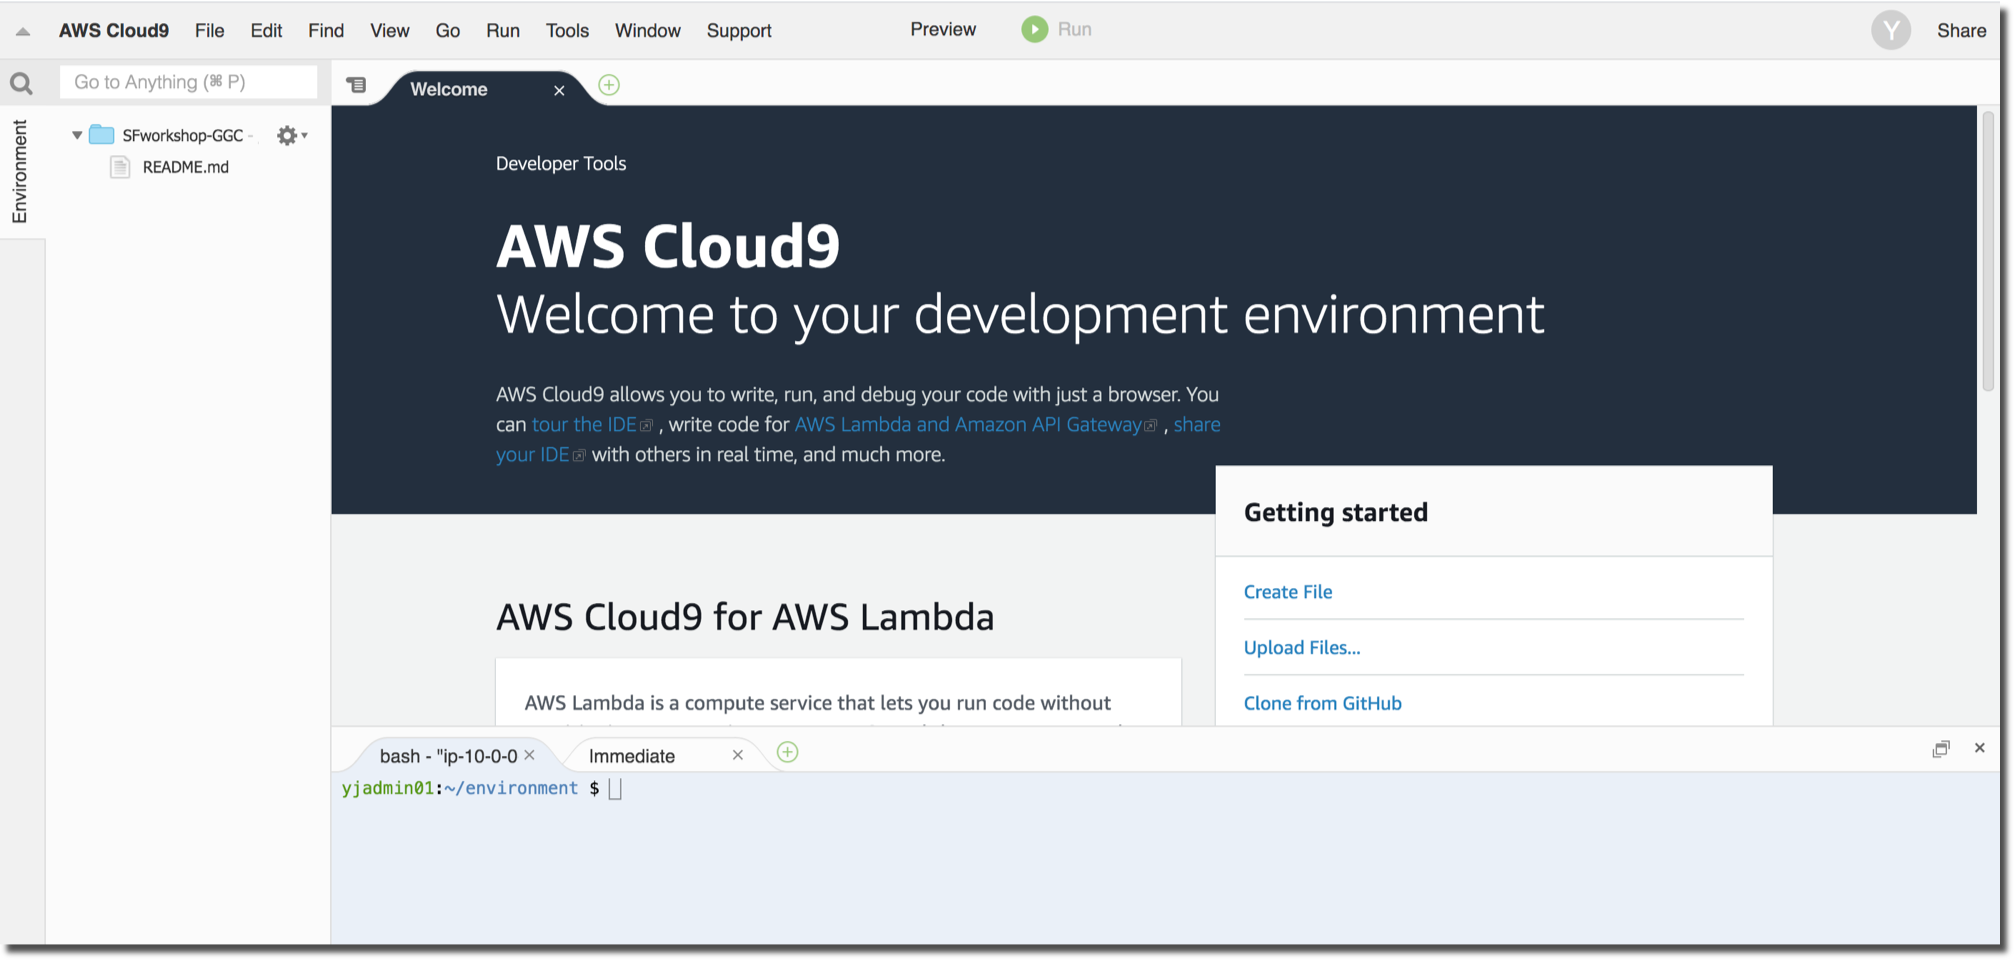 AWS Cloud9 File Edit Find View Go Run Tools Window Support Preview Run Y Share
Go to Anything (⌘ P)
Welcome
Environment
SFworkshop-GGC -
README.md
Developer Tools
AWS Cloud9
Welcome to your development environment
AWS Cloud9 allows you to write, run, and debug your code with just a browser. You
can tour the IDE , write code for AWS Lambda and Amazon API Gateway , share
your IDE with others in real time, and much more.
Getting started
Create File
Upload Files...
Clone from GitHub
AWS Cloud9 for AWS Lambda
AWS Lambda is a compute service that lets you run code without
bash - "ip-10-0-0 Immediate
yjadmin01:~/environment $